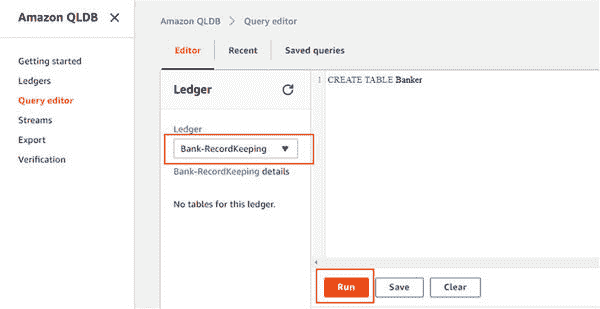 Amazon QLDB
Getting started
Ledgers
Query editor
Streams
Export
Verification
Amazon QLDB > Query editor
Editor
Recent
Saved queries
Ledger
Ledger
Bank-RecordKeeping
Bank-RecordKeeping details
No tables for this ledger.
1 CREATE TABLE Banker
Run
Save
Clear